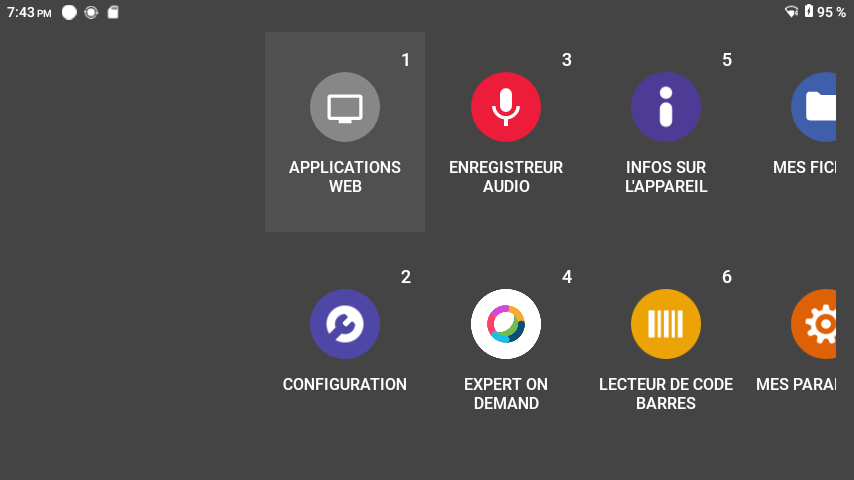 7:43 PM
95 %
1
3
5
APPLICATIONS
WEB
ENREGISTREUR
AUDIO
INFOS SUR
L'APPAREIL
MES FICI
2
4
6
CONFIGURATION
EXPERT ON
DEMAND
LECTEUR DE CODE
BARRES
MES PARA